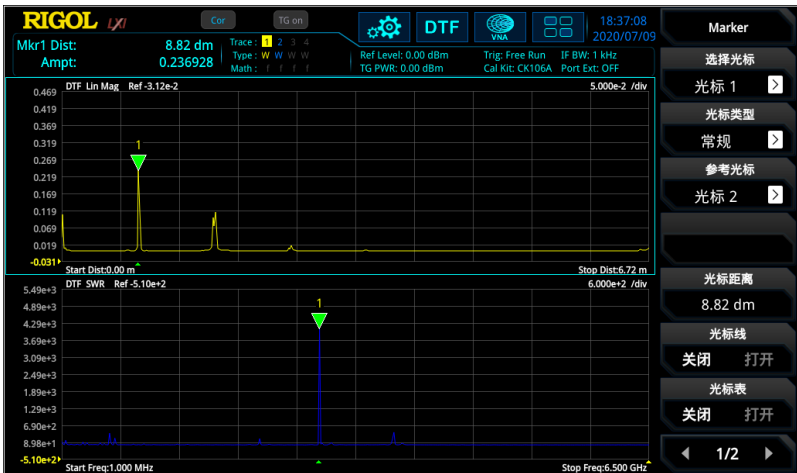 RIGOL LXI Cor TG on DTF VNA 18:37:08
2020/07/09
Mkr1 Dist: 8.82 dm
Ampt: 0.236928
Trace : 1 2 3 4
Type : W W W W
Math : f f f f
Ref Level: 0.00 dBm Trig: Free Run IF BW: 1 kHz
TG PWR: 0.00 dBm Cal Kit: CK106A Port Ext: OFF
DTF Lin Mag Ref -3.12e-2 5.000e-2 /div
0.469
0.419
0.369
0.319
0.269
0.219
0.169
0.119
0.069
0.019
-0.031
1
Start Dist:0.00 m Stop Dist:6.72 m
DTF SWR Ref -5.10e+2 6.000e+2 /div
5.49e+3
4.89e+3
4.29e+3
3.69e+3
3.09e+3
2.49e+3
1.89e+3
1.29e+3
6.90e+2
8.98e+1
-5.10e+2
1
Start Freq:1.000 MHz Stop Freq:6.500 GHz
Marker
选择光标
光标 1
光标类型
常规
参考光标
光标 2
光标距离
8.82 dm
光标线
关闭 打开
光标表
关闭 打开
1/2